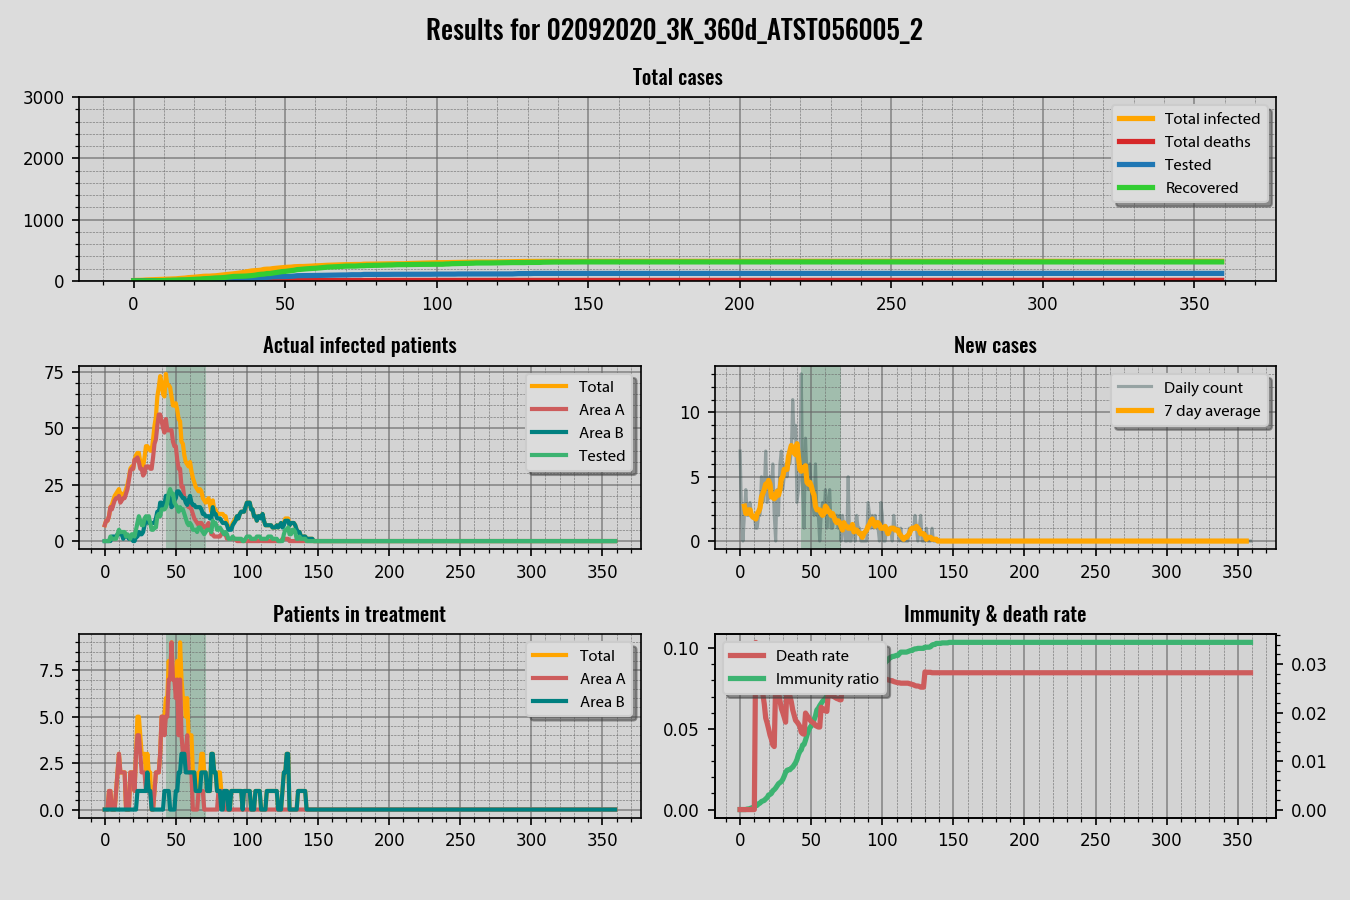 Results for 02092020_3K_360d_ATST056005_2
Total cases
3000
2000
1000
0
Total infected
Total deaths
Tested
Recovered
0 50 100 150 200 250 300 350
Actual infected patients
75
50
25
0
Total
Area A
Area B
Tested
0 50 100 150 200 250 300 350
New cases
10
5
0
Daily count
7 day average
0 50 100 150 200 250 300 350
Patients in treatment
7.5
5.0
2.5
0.0
Total
Area A
Area B
0 50 100 150 200 250 300 350
Immunity & death rate
0.10
0.05
0.00
Death rate
Immunity ratio
0.03
0.02
0.01
0.00
0 50 100 150 200 250 300 350